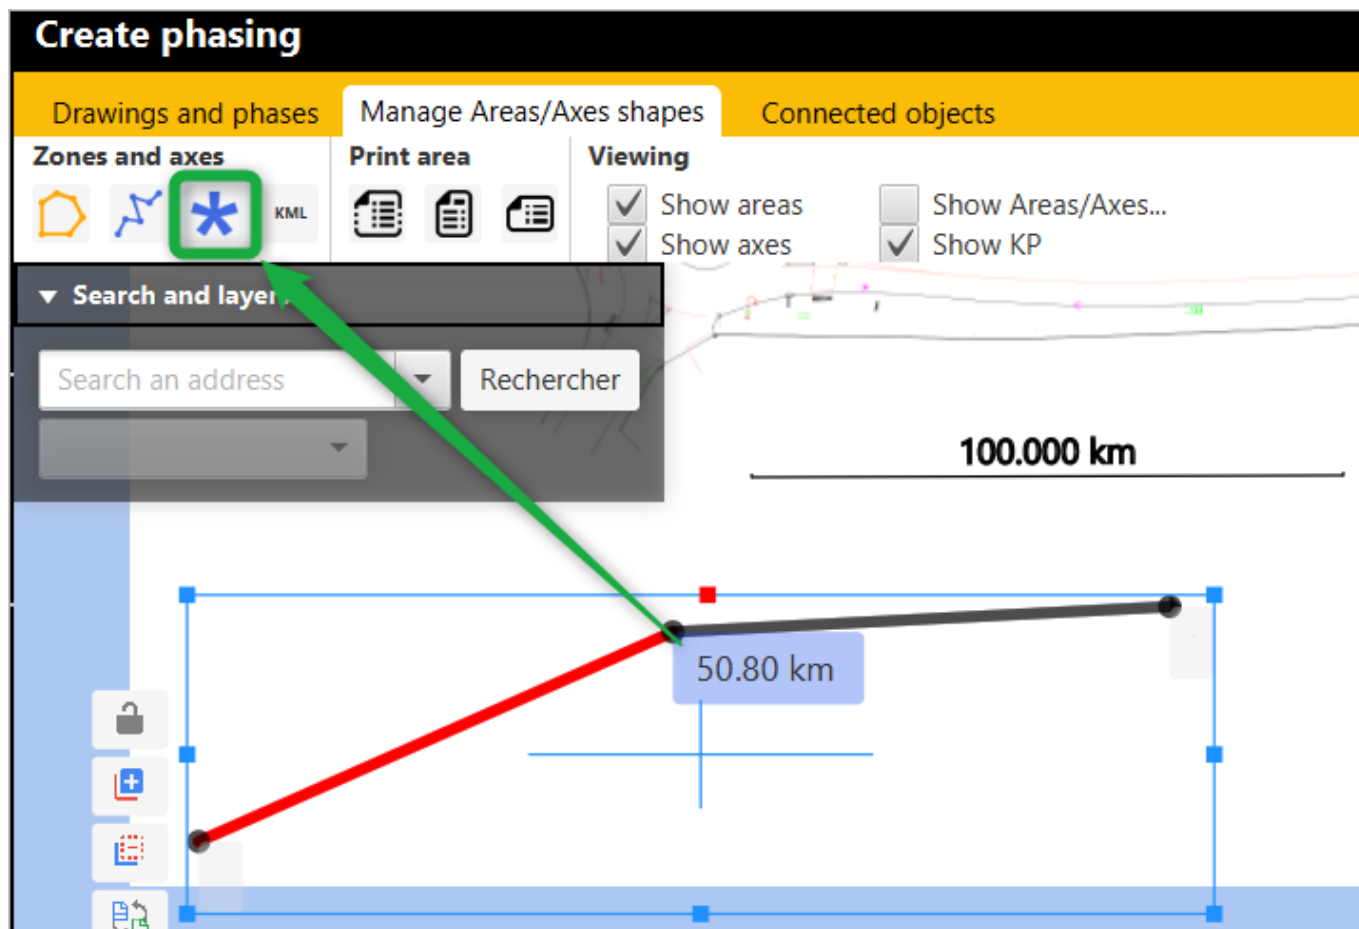 Create phasing
Drawings and phases Manage Areas/Axes shapes Connected objects
Zones and axes Print area Viewing
KML Show areas Show Areas/Axes...
Show axes Show KP
Search and layer
Search an address Rechercher
100.000 km
50.80 km